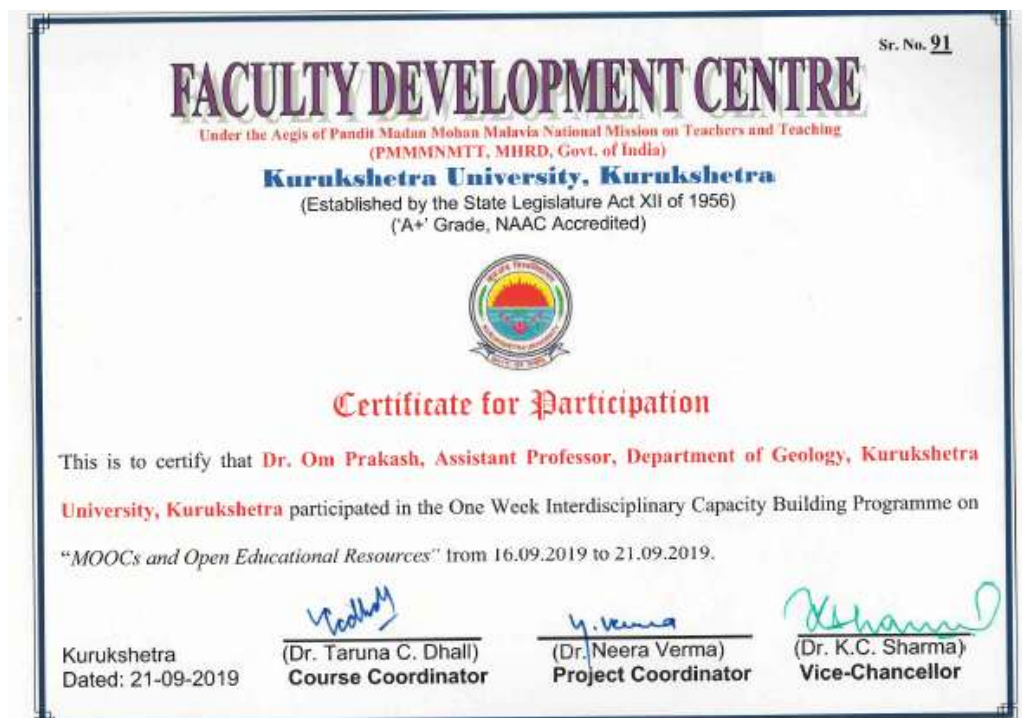 Sr. No. 91
FACULTY DEVELOPMENT CENTRE
Under the Aegis of Pandit Madan Mohan Malavia National Mission on Teachers and Teaching
(PMMMNMTT, MHRD, Govt. of India)
Kurukshetra University, Kurukshetra
(Established by the State Legislature Act XII of 1956)
('A+' Grade, NAAC Accredited)
KURUKSHETRA UNIVERSITY
Certificate for Participation
This is to certify that Dr. Om Prakash, Assistant Professor, Department of Geology, Kurukshetra
University, Kurukshetra participated in the One Week Interdisciplinary Capacity Building Programme on
“MOOCs and Open Educational Resources” from 16.09.2019 to 21.09.2019.
Kurukshetra
Dated: 21-09-2019
(Dr. Taruna C. Dhall)
Course Coordinator
(Dr. Neera Verma)
Project Coordinator
(Dr. K.C. Sharma)
Vice-Chancellor